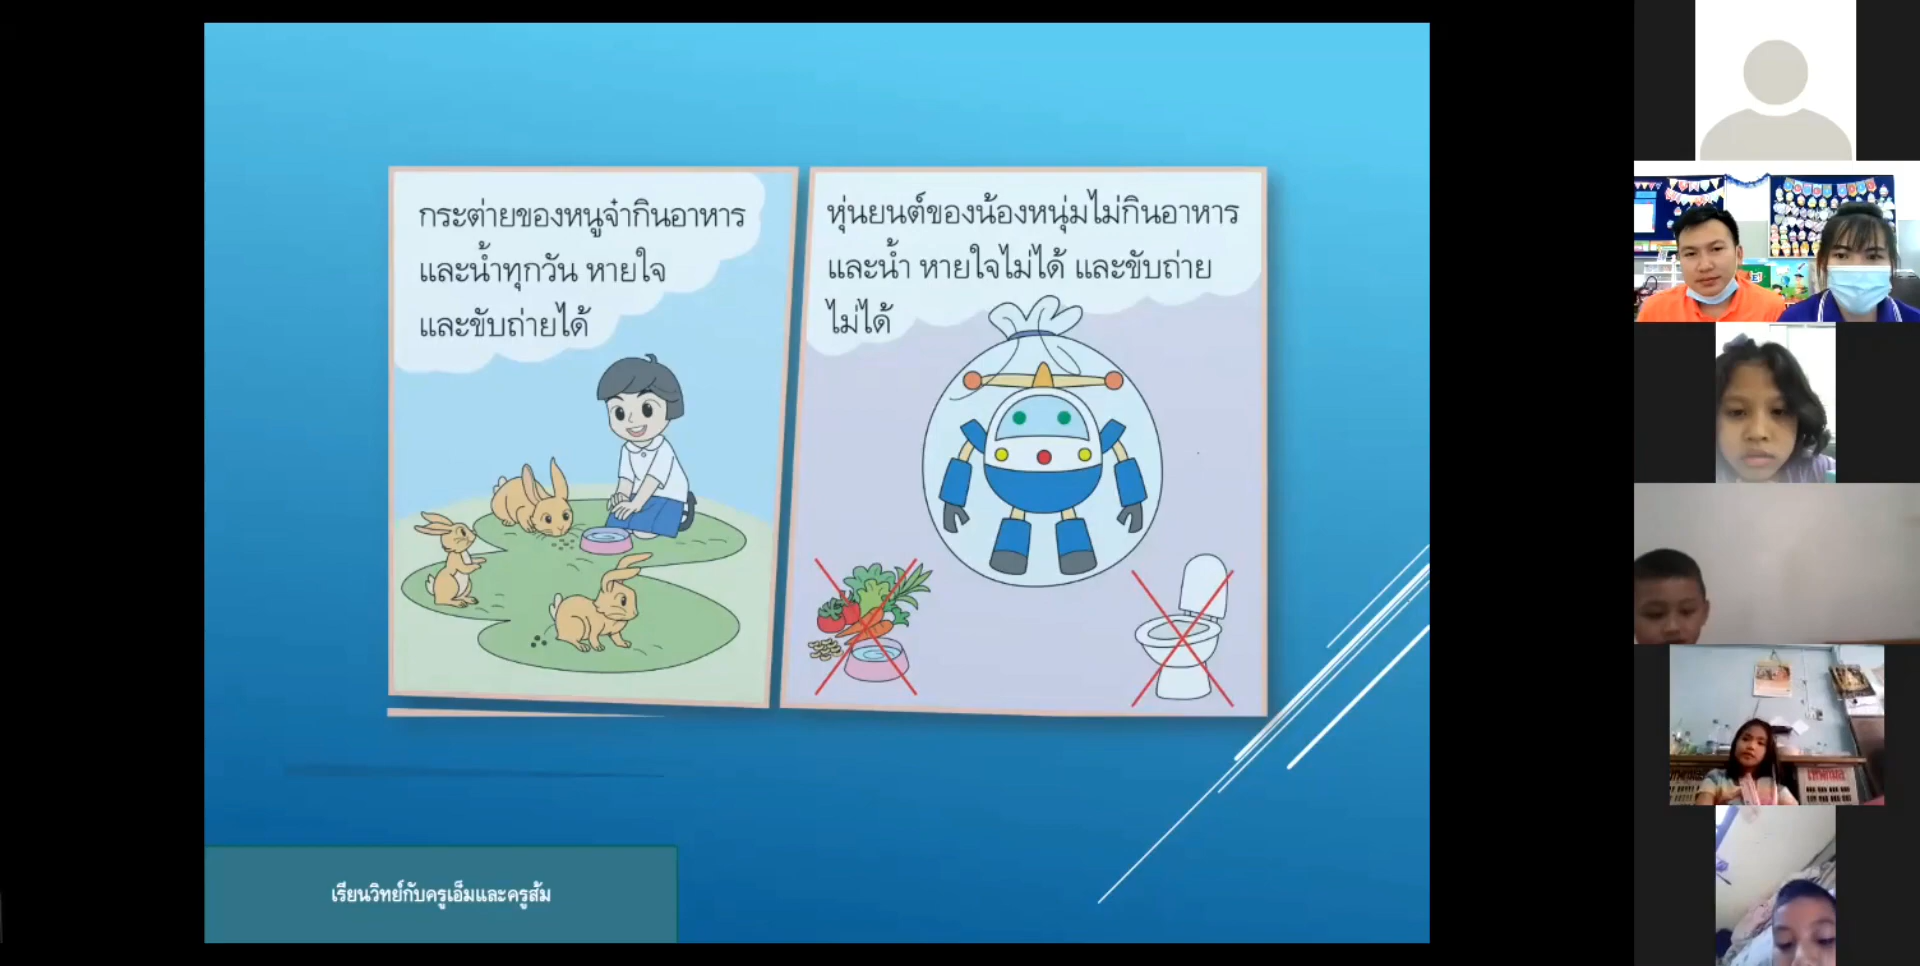 กระต่ายของหนูจ๋ากินอาหาร
และน้ำทุกวัน หายใจ
และขับถ่ายได้
หุ่นยนต์ของน้องหนุ่มไม่กินอาหาร
และน้ำ หายใจไม่ได้ และขับถ่าย
ไม่ได้
เรียนวิทย์กับครูเอ็มและครูส้ม